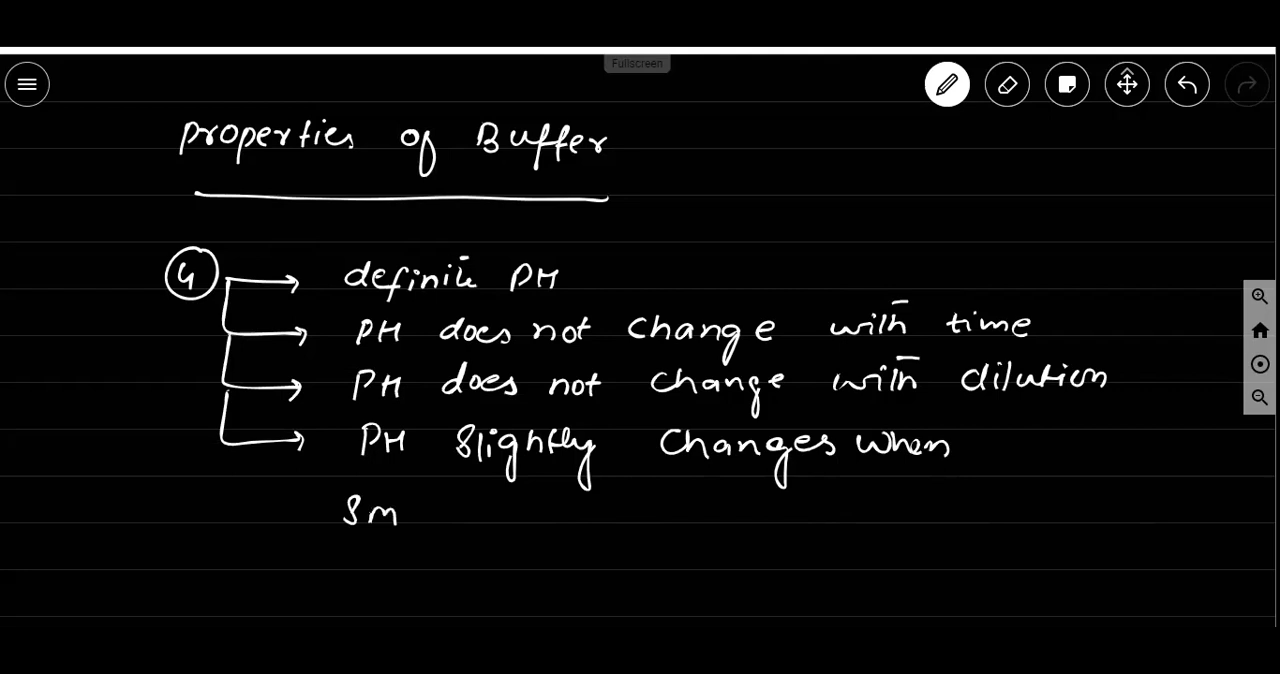 Fullscreen
properties of Buffer
4
definite PH
PH does not change with time
PH does not change with dilution
PH slightly changes when
sm